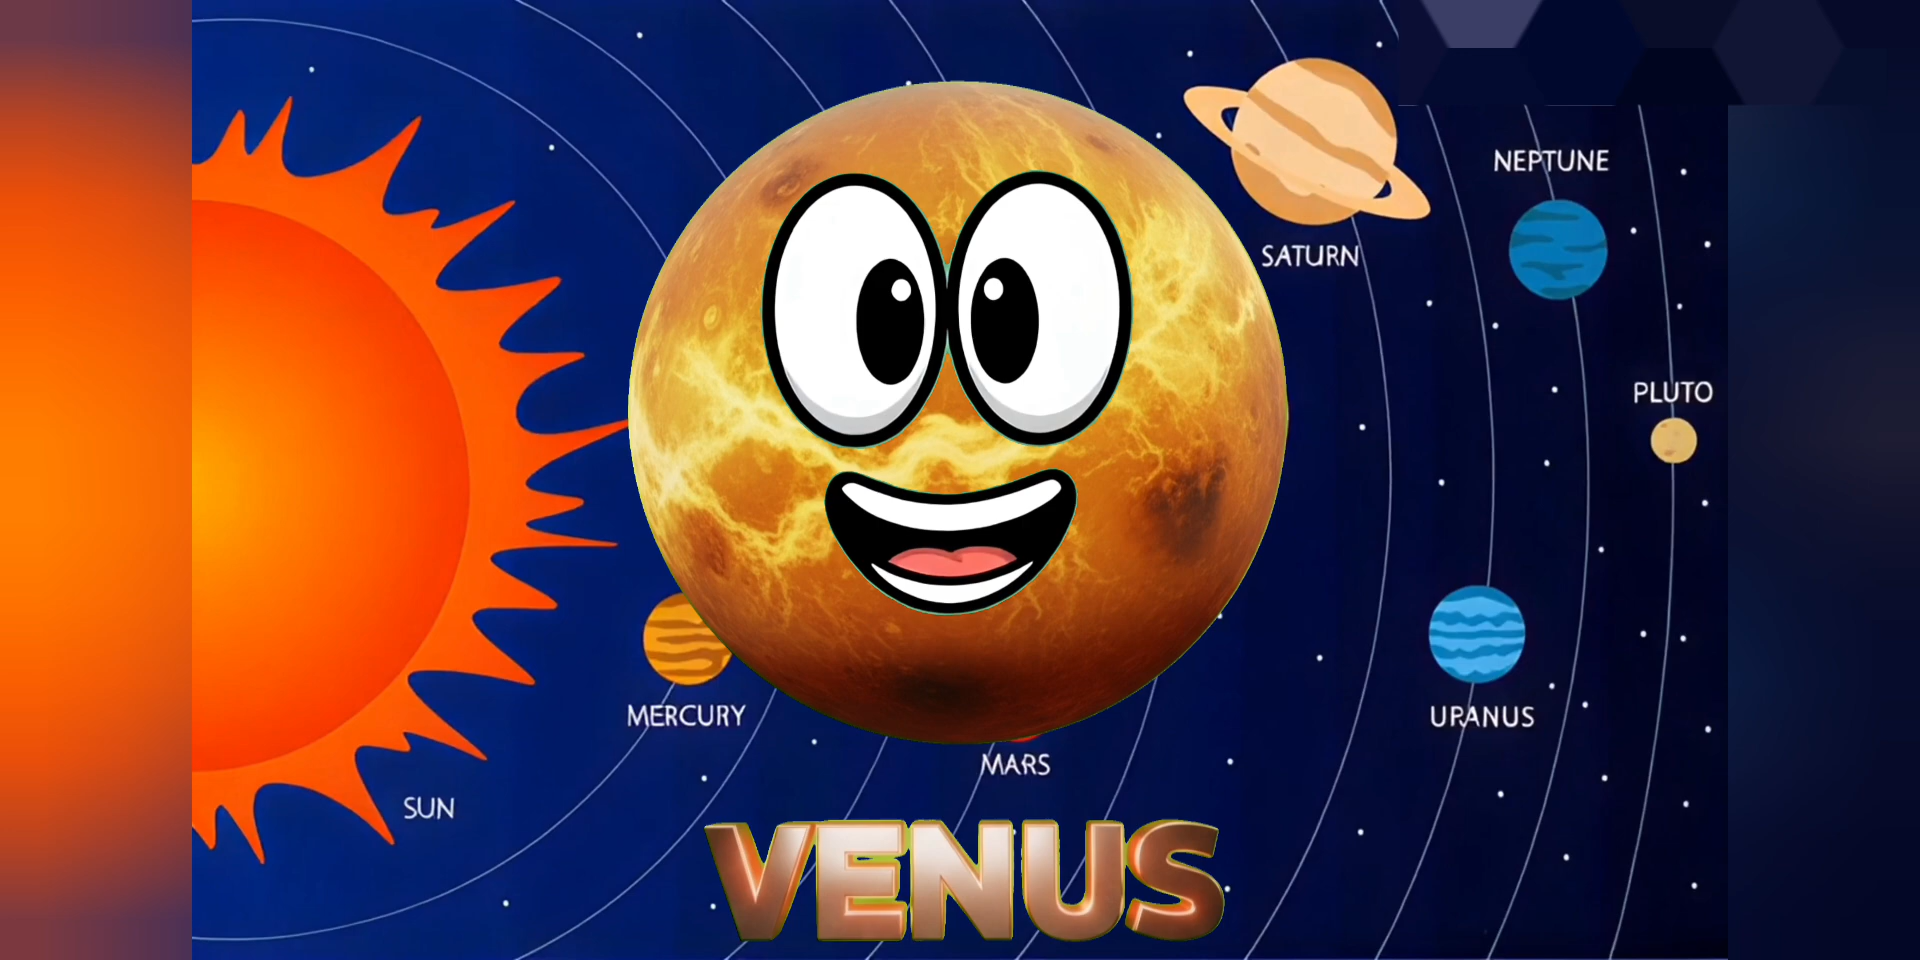 NEPTUNE
SATURN
PLUTO
MERCURY
URANUS
MARS
SUN
VENUS